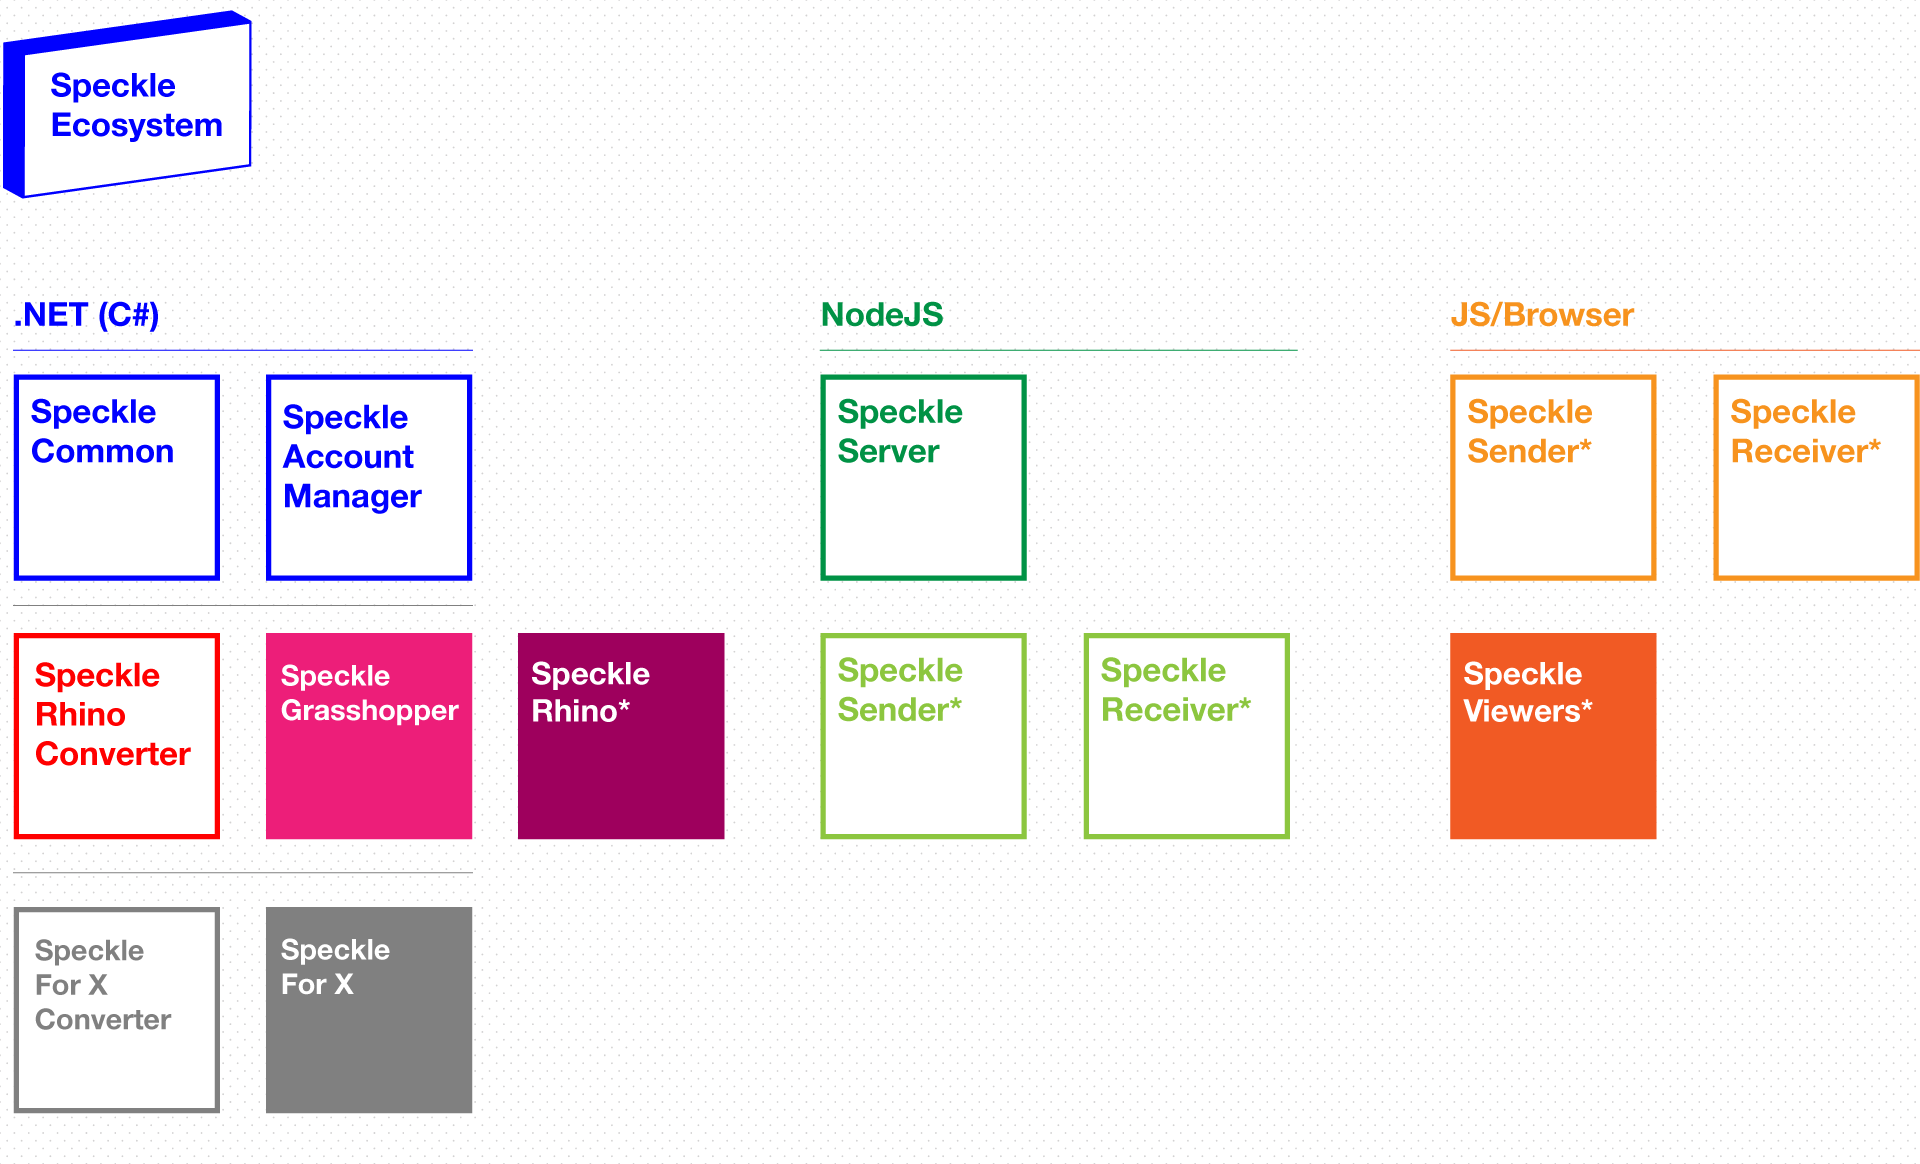 Speckle
Ecosystem
.NET (C#)
Speckle
Common
Speckle
Account
Manager
Speckle
Rhino
Converter
Speckle
Grasshopper
Speckle
Rhino*
Speckle
For X
Converter
Speckle
For X
NodeJS
Speckle
Server
Speckle
Sender*
Speckle
Receiver*
JS/Browser
Speckle
Sender*
Speckle
Receiver*
Speckle
Viewers*